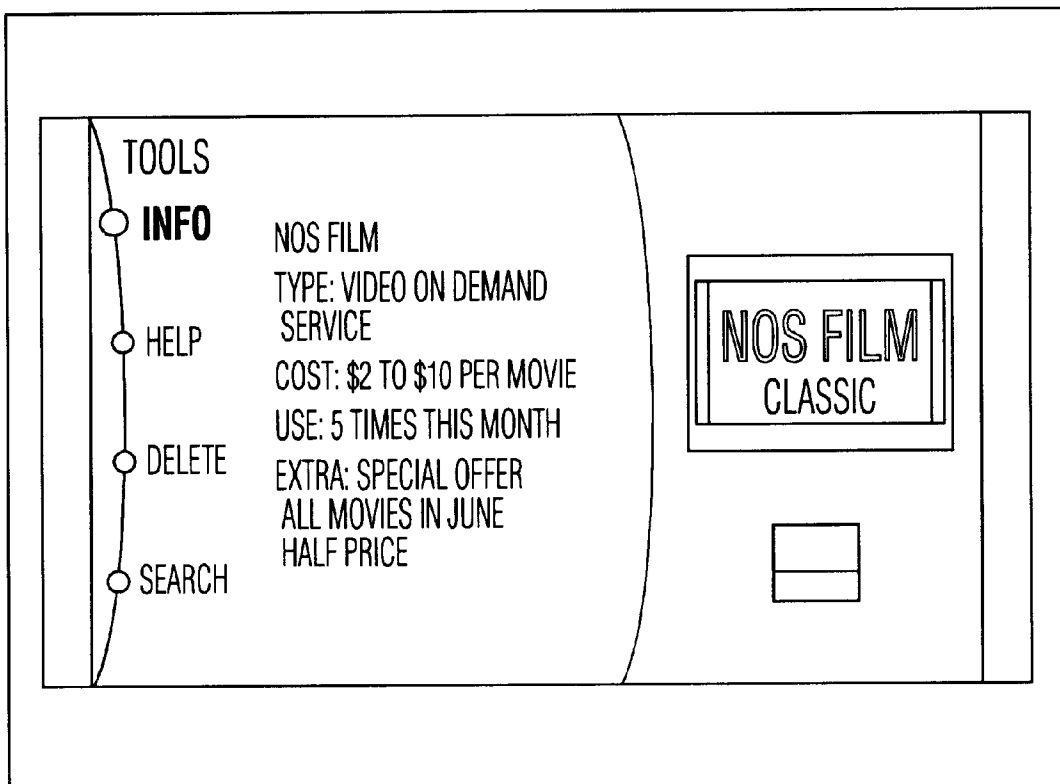 TOOLS
INFO
HELP
DELETE
SEARCH
NOS FILM
TYPE: VIDEO ON DEMAND
SERVICE
COST: $2 TO $10 PER MOVIE
USE: 5 TIMES THIS MONTH
EXTRA: SPECIAL OFFER
ALL MOVIES IN JUNE
HALF PRICE
NOS FILM
CLASSIC